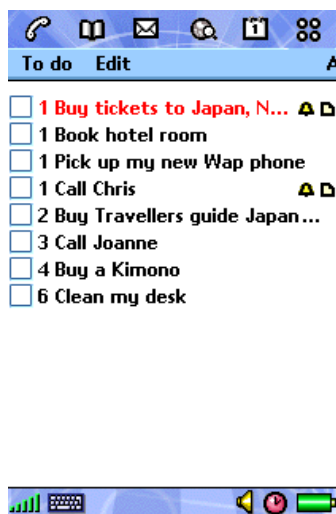 1
To do Edit A
1 Buy tickets to Japan, N...
1 Book hotel room
1 Pick up my new Wap phone
1 Call Chris
2 Buy Travellers guide Japan...
3 Call Joanne
4 Buy a Kimono
6 Clean my desk